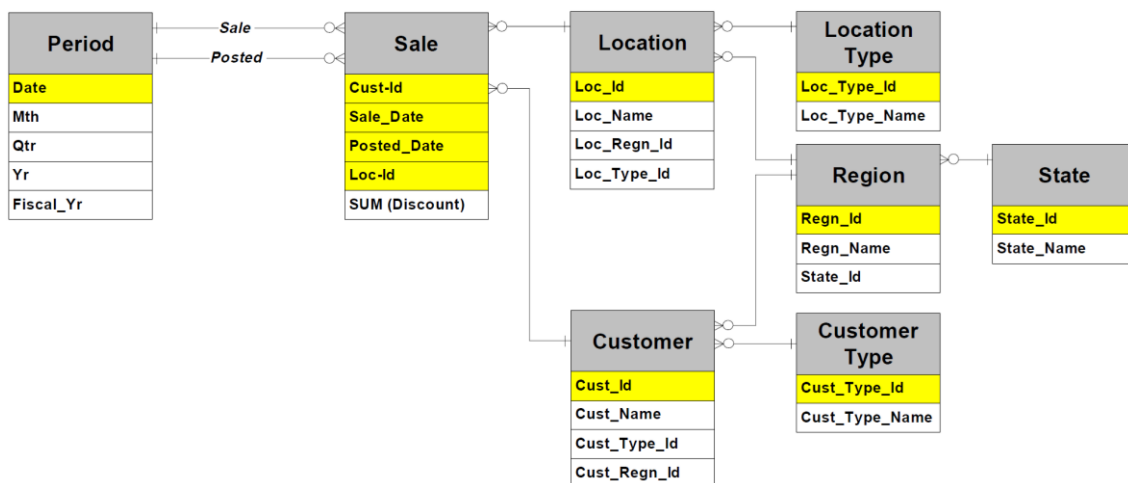 Period
Date
Mth
Qtr
Yr
Fiscal_Yr
Sale
Posted
Sale
Cust-Id
Sale_Date
Posted_Date
Loc-Id
SUM (Discount)
Location
Loc_Id
Loc_Name
Loc_Regn_Id
Loc_Type_Id
Location
Type
Loc_Type_Id
Loc_Type_Name
Region
Regn_Id
Regn_Name
State_Id
State
State_Id
State_Name
Customer
Cust_Id
Cust_Name
Cust_Type_Id
Cust_Regn_Id
Customer
Type
Cust_Type_Id
Cust_Type_Name